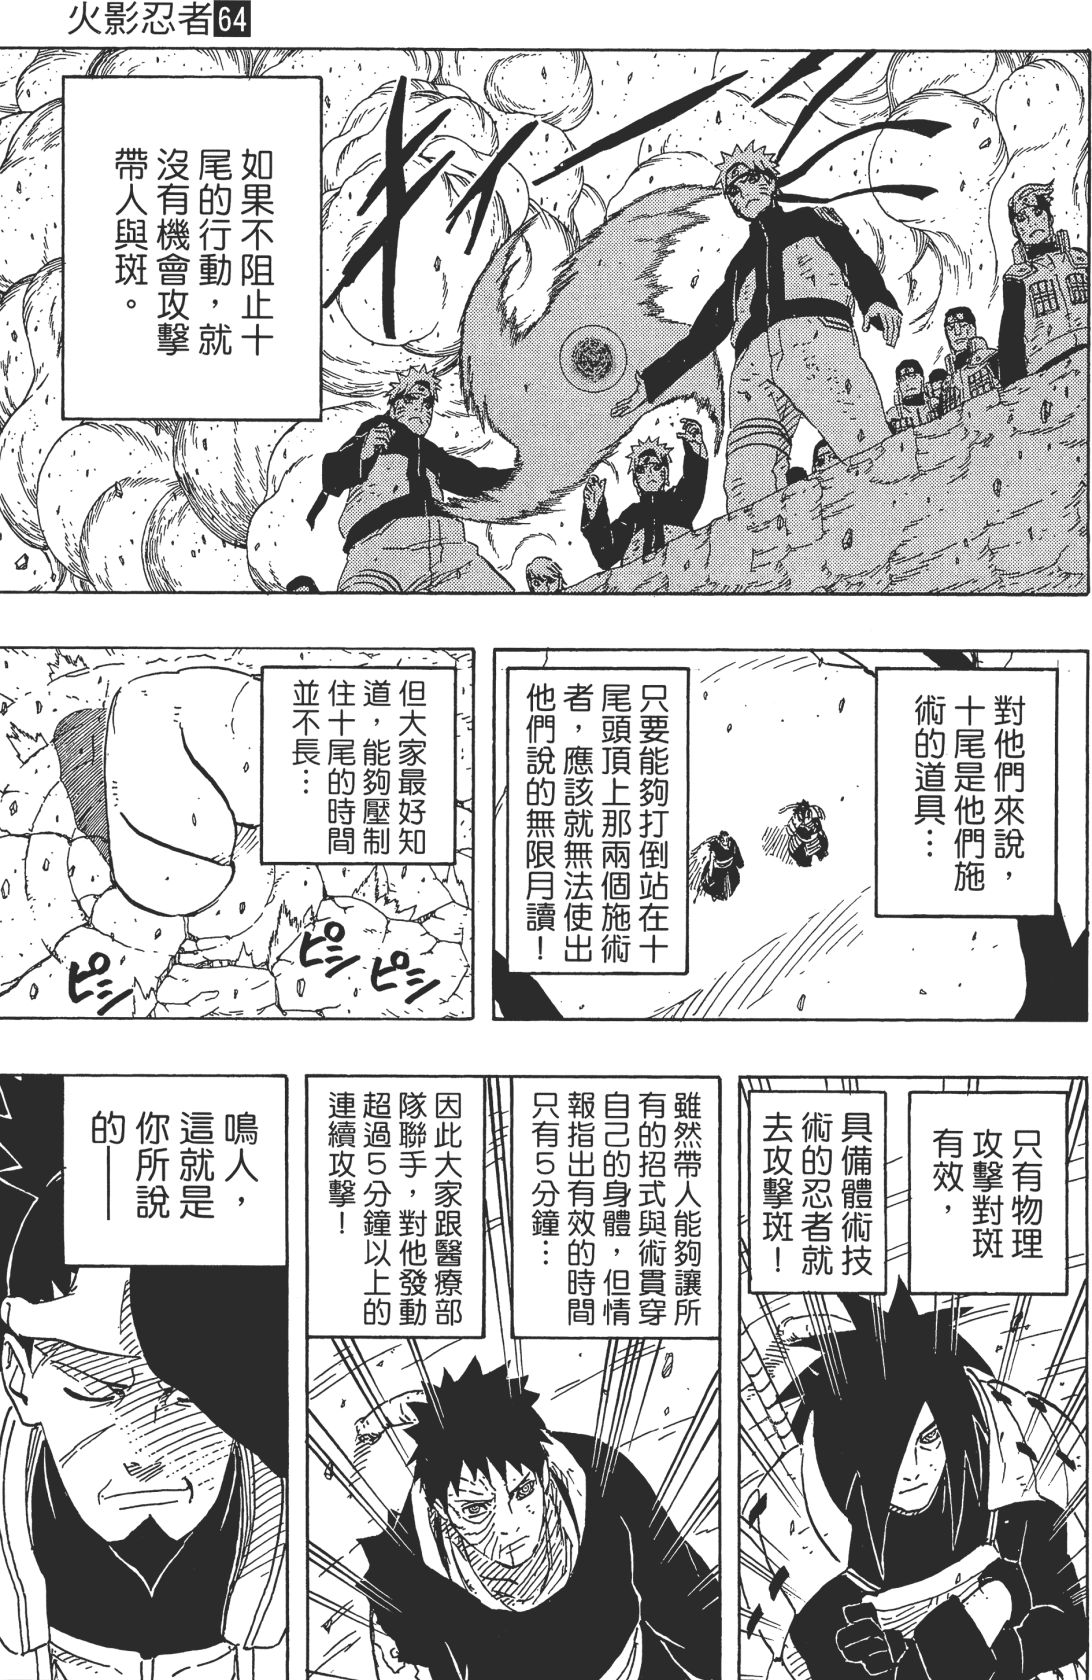 火影忍者64
如果不阻止十
尾的行動，就
沒有機會攻擊
帶人與斑。
對他們來說，
十尾是他們施
術的道具…
只要能夠打倒站在十
尾頭頂上那兩個施術
者，應該就無法使出
他們說的無限月讀！
但大家最好知
道，能夠壓制
住十尾的時間
並不長…
ピシ
ピシ
ピシ
只有物理
攻擊對斑
有效，
具備體術技
術的忍者就
去攻擊斑！
雖然帶人能夠讓所
有的招式與術貫穿
自己的身體，但情
報指出有效的時間
只有5分鐘…
因此大家跟醫療部
隊聯手，對他發動
超過5分鐘以上的
連續攻擊！
鳴人，
這就是
你所說
的——